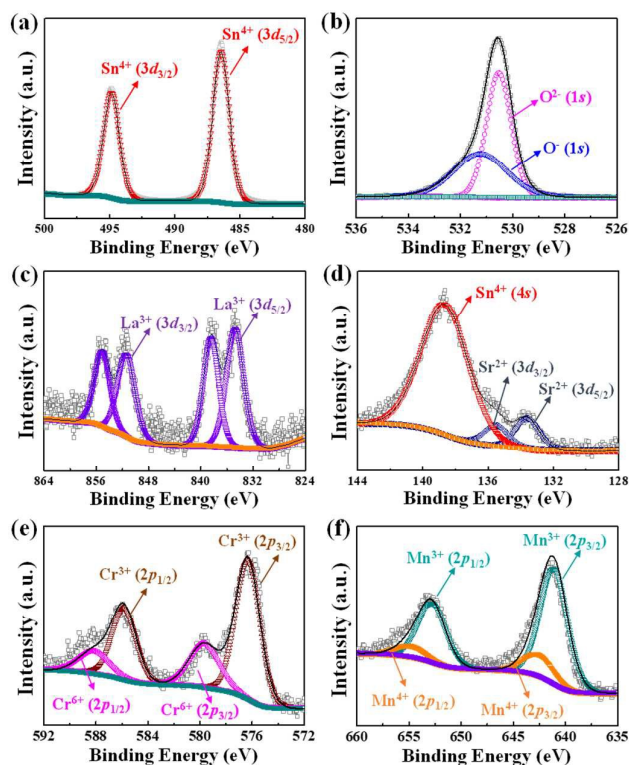 (a)
Sn⁴⁺ (3d₅/₂)
Sn⁴⁺ (3d₃/₂)
Intensity (a.u.)
500 495 490 485 480
Binding Energy (eV)
(b)
O²⁻ (1s)
O⁻ (1s)
Intensity (a.u.)
536 534 532 530 528 526
Binding Energy (eV)
(c)
La³⁺ (3d₃/₂)
La³⁺ (3d₅/₂)
Intensity (a.u.)
864 856 848 840 832 824
Binding Energy (eV)
(d)
Sn⁴⁺ (4s)
Sr²⁺ (3d₃/₂)
Sr²⁺ (3d₅/₂)
Intensity (a.u.)
144 140 136 132 128
Binding Energy (eV)
(e)
Cr³⁺ (2p₃/₂)
Cr³⁺ (2p₁/₂)
Cr⁶⁺ (2p₁/₂)
Cr⁶⁺ (2p₃/₂)
Intensity (a.u.)
592 588 584 580 576 572
Binding Energy (eV)
(f)
Mn³⁺ (2p₃/₂)
Mn³⁺ (2p₁/₂)
Mn⁴⁺ (2p₁/₂)
Mn⁴⁺ (2p₃/₂)
Intensity (a.u.)
660 655 650 645 640 635
Binding Energy (eV)